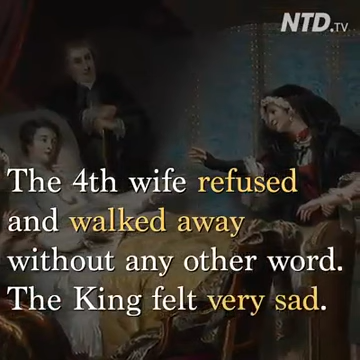 NTD.TV
The 4th wife refused
and walked away
without any other word.
The King felt very sad.